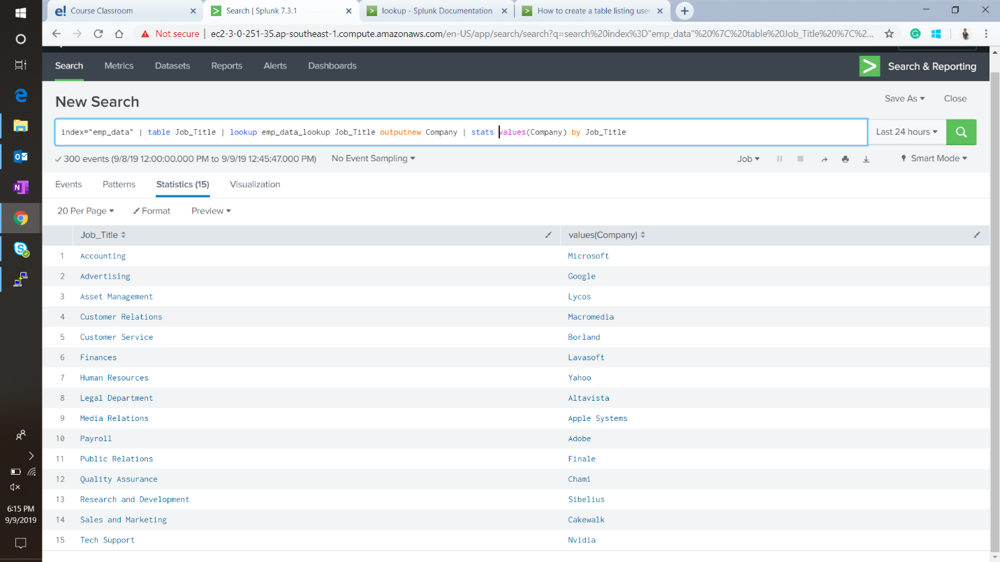 Course Classroom
Search | Splunk 7.3.1
lookup - Splunk Documentation
How to create a table listing user
Not secure | ec2-3-0-251-35.ap-southeast-1.compute.amazonaws.com/en-US/app/search/search?q=search%20index%3D"emp_data"%20%7C%20table%20Job_Title%20%7C%2...
Search Metrics Datasets Reports Alerts Dashboards Search & Reporting
New Search
Save As Close
index="emp_data" | table Job_Title | lookup emp_data_lookup Job_Title outputnew Company | stats values(Company) by Job_Title
Last 24 hours
300 events (9/8/19 12:00:00.000 PM to 9/9/19 12:45:47.000 PM) No Event Sampling Job Smart Mode
Events Patterns Statistics (15) Visualization
20 Per Page Format Preview
Job_Title values(Company)
1 Accounting Microsoft
2 Advertising Google
3 Asset Management Lycos
4 Customer Relations Macromedia
5 Customer Service Borland
6 Finances Lavasoft
7 Human Resources Yahoo
8 Legal Department Altavista
9 Media Relations Apple Systems
10 Payroll Adobe
11 Public Relations Finale
12 Quality Assurance Chami
13 Research and Development Sibelius
14 Sales and Marketing Cakewalk
15 Tech Support Nvidia
6:15 PM
9/9/2019